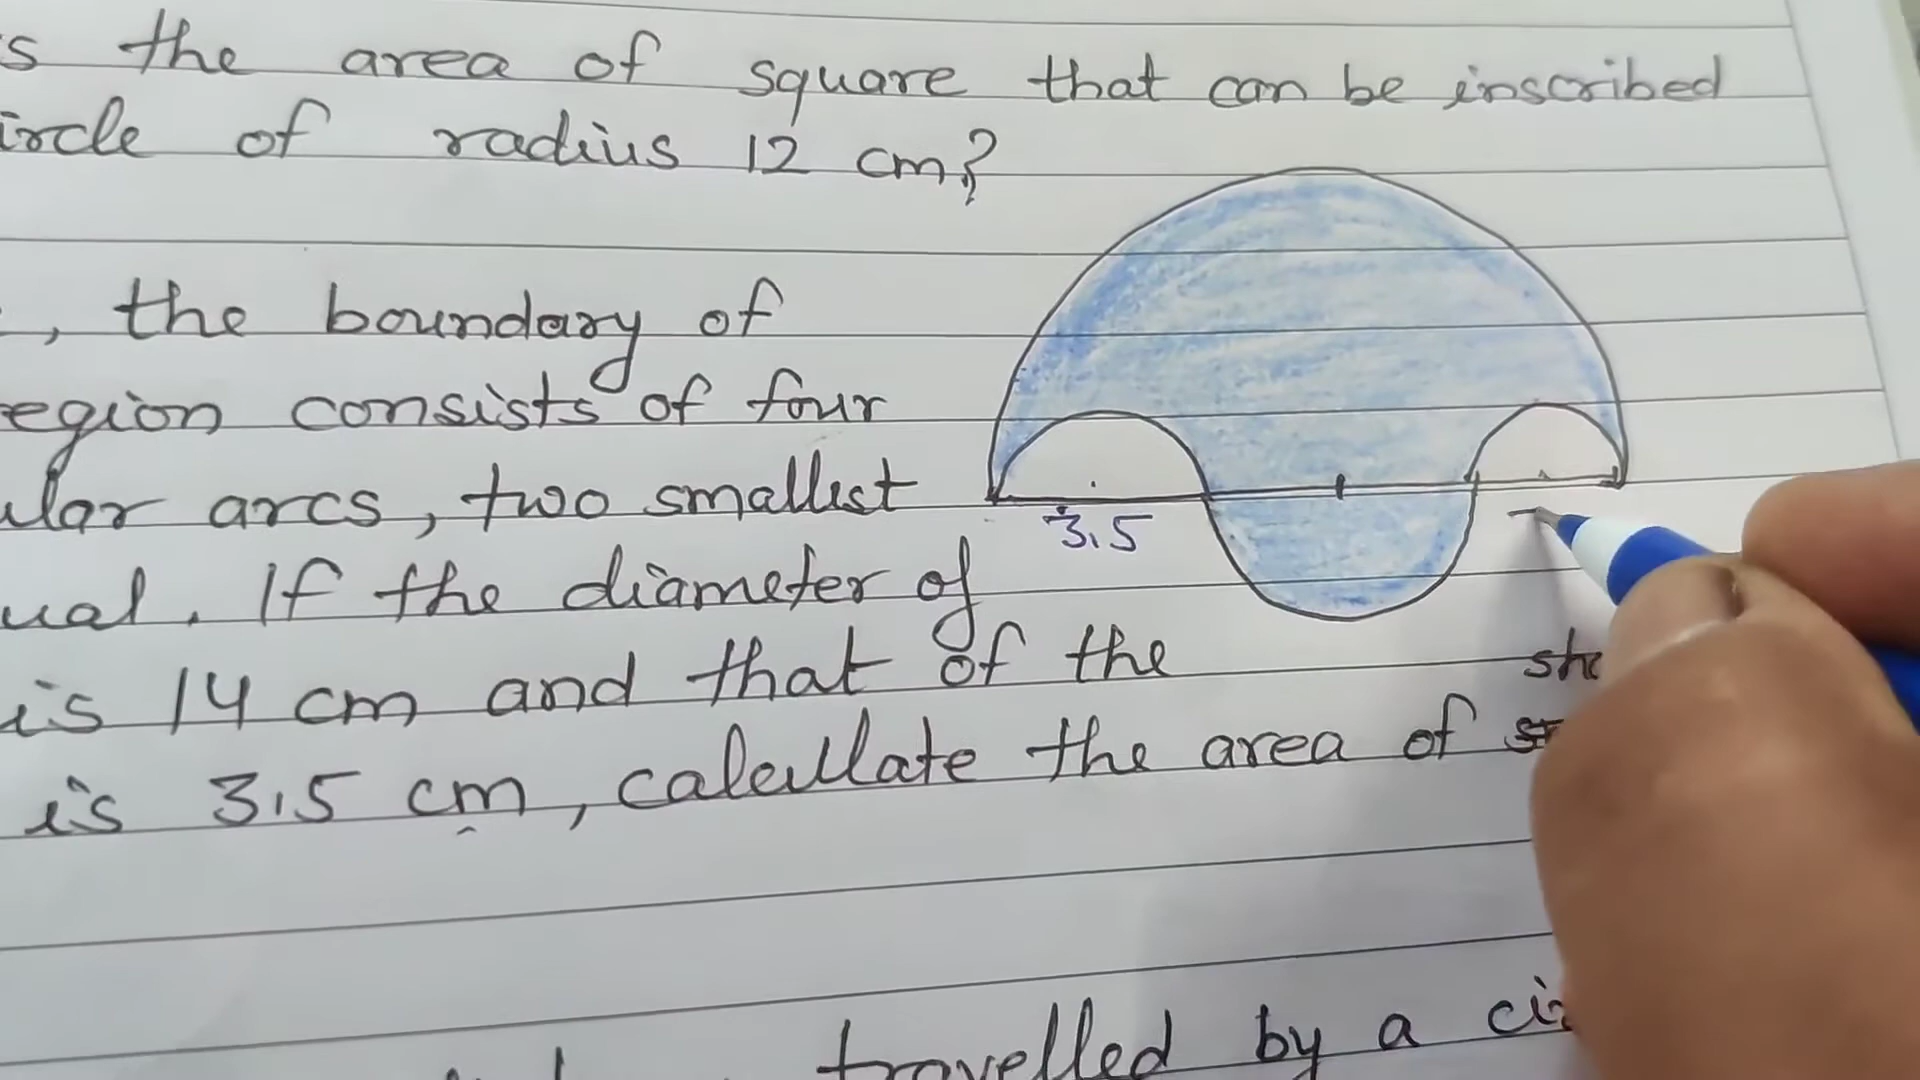 s the area of square that can be inscribed
ircle of radius 12 cm?
, the boundary of
egion consists of four
ular arcs, two smallest
3.5
ual. If the diameter of
is 14 cm and that of the
is 3.5 cm, calculate the area of
travelled by a ci